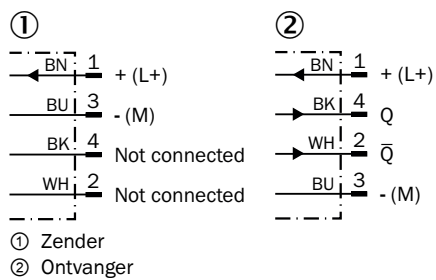 ①
BN 1 + (L+)
BU 3 - (M)
BK 4 Not connected
WH 2 Not connected
②
BN 1 + (L+)
BK 4 Q
WH 2 Q̅
BU 3 - (M)
① Zender
② Ontvanger